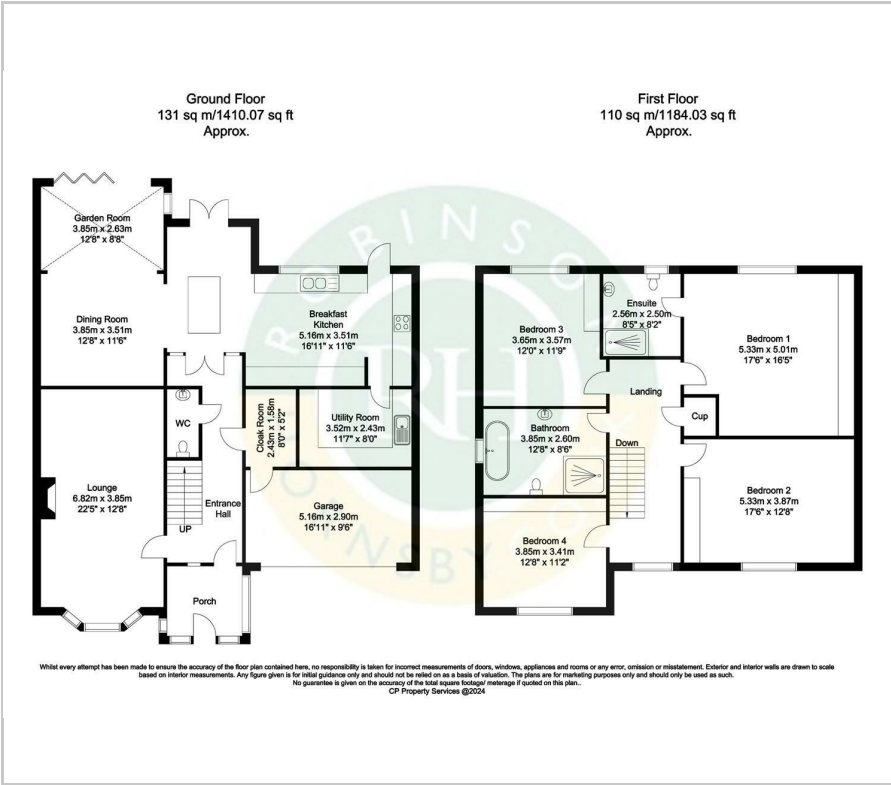 Ground Floor
131 sq m/1410.07 sq ft
Approx.
First Floor
110 sq m/1184.03 sq ft
Approx.
Garden Room
3.85m x 2.63m
12'8" x 8'8"
Dining Room
3.85m x 3.51m
12'8" x 11'6"
Breakfast
Kitchen
5.16m x 3.51m
16'11" x 11'6"
WC
Cloak Room
2.43m x 1.58m
8'0" x 5'2"
Utility Room
3.52m x 2.43m
11'7" x 8'0"
Lounge
6.82m x 3.85m
22'5" x 12'8"
UP
Entrance
Hall
Garage
5.16m x 2.90m
16'11" x 9'6"
Porch
Bedroom 3
3.65m x 3.57m
12'0" x 11'9"
Ensuite
2.56m x 2.50m
8'5" x 8'2"
Bedroom 1
5.33m x 5.01m
17'6" x 16'5"
Landing
Cup
Bathroom
3.85m x 2.60m
12'8" x 8'6"
Down
Bedroom 2
5.33m x 3.87m
17'6" x 12'8"
Bedroom 4
3.85m x 3.41m
12'8" x 11'2"
ROBINSON
RH
Whilst every attempt has been made to ensure the accuracy of the floor plan contained here, no responsibility is taken for incorrect measurements of doors, windows, appliances and rooms or any error, omission or misstatement. Exterior and interior walls are drawn to scale
based on interior measurements. Any figure given is for initial guidance only and should not be relied on as a basis of valuation. The plans are for marketing purposes only and should only be used as such.
No guarantee is given on the accuracy of the total square footage/ meterage if quoted on this plan..
CP Property Services @2024